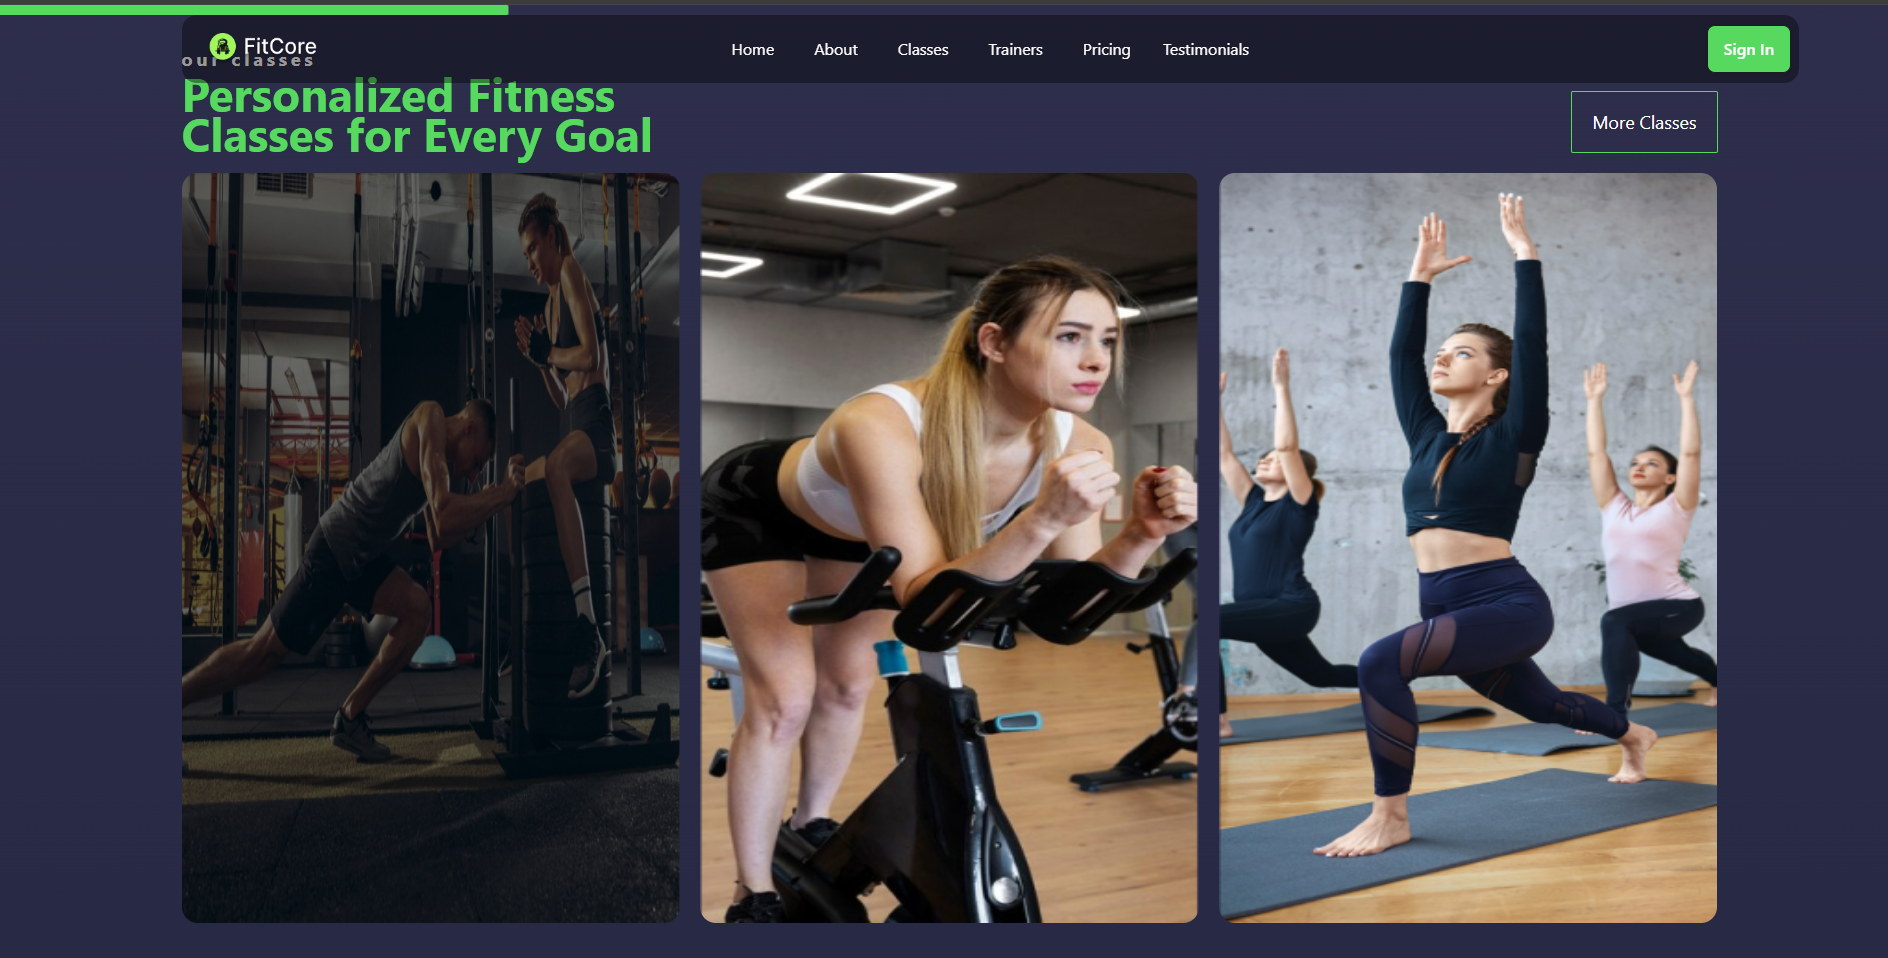 FitCore
Home About Classes Trainers Pricing Testimonials
Sign In
our classes
Personalized Fitness
Classes for Every Goal
More Classes